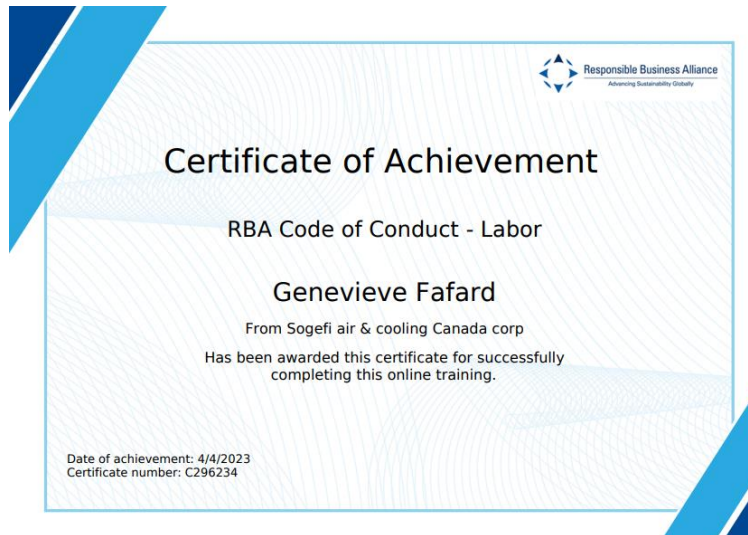 Responsible Business Alliance
Advancing Sustainability Globally
Certificate of Achievement
RBA Code of Conduct - Labor
Genevieve Fafard
From Sogefi air & cooling Canada corp
Has been awarded this certificate for successfully
completing this online training.
Date of achievement: 4/4/2023
Certificate number: C296234